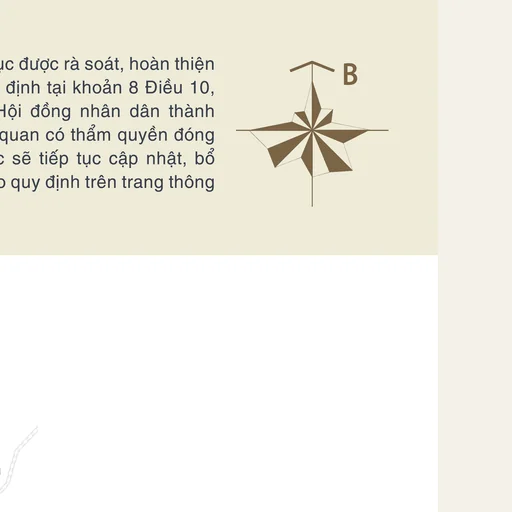 ục được rà soát, hoàn thiện
định tại khoản 8 Điều 10,
Hội đồng nhân dân thành
quan có thẩm quyền đóng
sẽ tiếp tục cập nhật, bổ
quy định trên trang thông
B